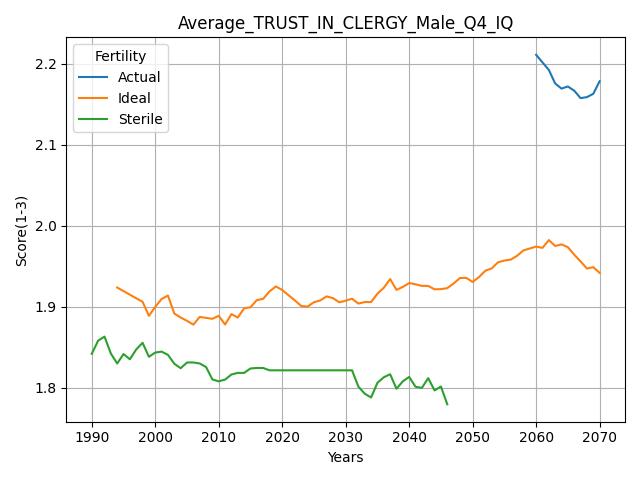 Average_TRUST_IN_CLERGY_Male_Q4_IQ
Fertility
Actual
Ideal
Sterile
Score(1-3)
2.2
2.1
2.0
1.9
1.8
1990 2000 2010 2020 2030 2040 2050 2060 2070
Years